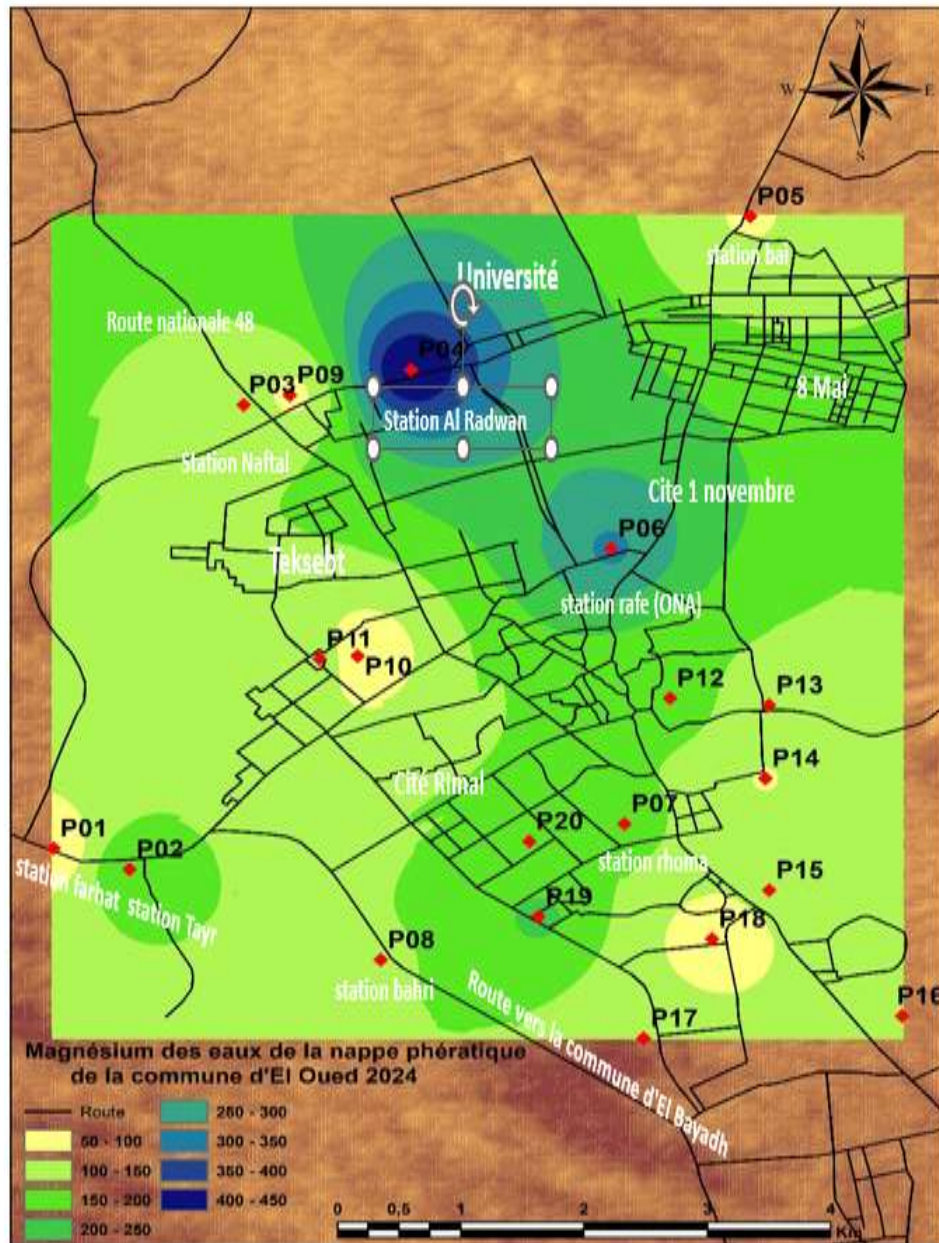 N
W
E
S
P05
station bai
Université
Route nationale 48
P04
P09
P03
8 Mai
Station Al Radwan
Station Naftal
Cite 1 novembre
P06
Teksebt
station rafe (ONA)
P11
P10
P12
P13
P14
Cité Rimal
P07
P20
P01
station rhoma
P02
P15
station farhat
station Tayr
P19
P18
P08
station bahri
P16
Route vers la commune d'El Bayadh
P17
Magnésium des eaux de la nappe phératique
de la commune d'El Oued 2024
Route
50 - 100
100 - 150
150 - 200
200 - 250
250 - 300
300 - 350
350 - 400
400 - 450
0 0,5 1 2 3 4
Km